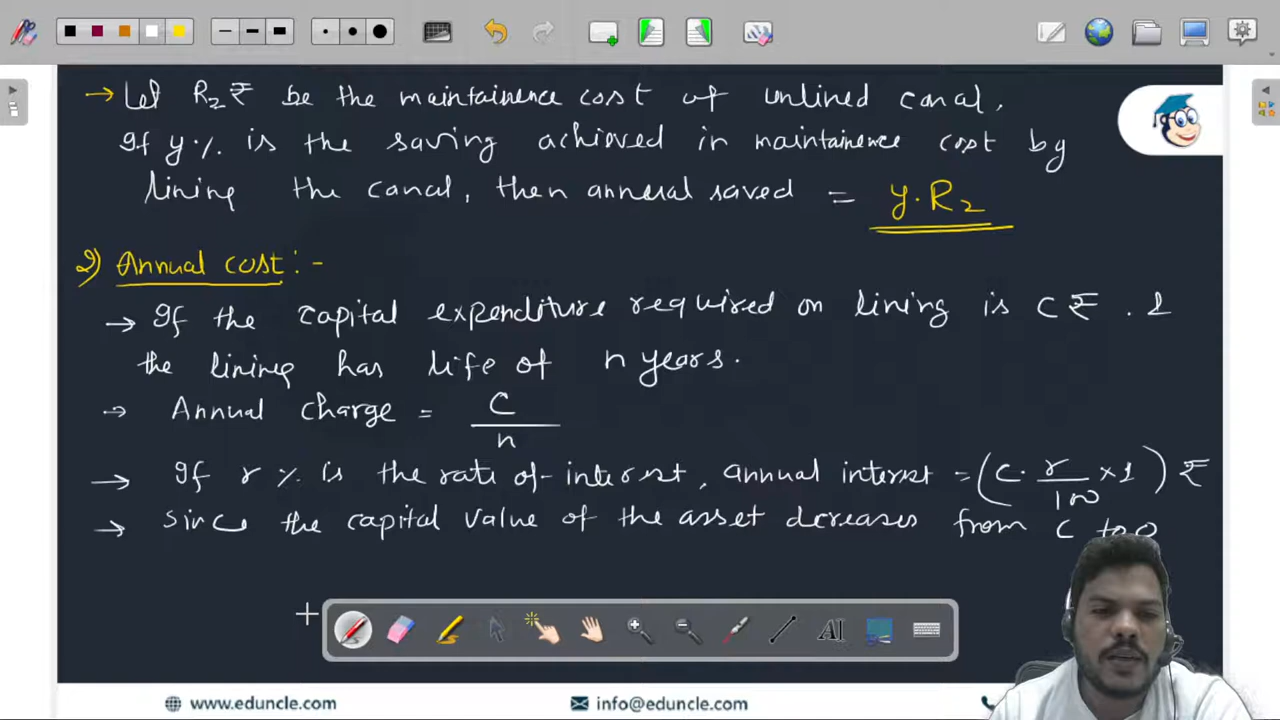 → Let R₂ ₹ be the maintainence cost of unlined canal,
If y % is the saving achieved in maintainence cost by
lining the canal, then annual saved = y.R₂
2) Annual cost :-
→ If the capital expenditure required on lining is C ₹ . &
the lining has life of n years.
→ Annual charge = C/n
→ If r % is the rate of interest, annual interest = (C . r/100 × 1) ₹
→ since the capital value of the asset dcreases from C to 0
AI
www.eduncle.com
info@eduncle.com